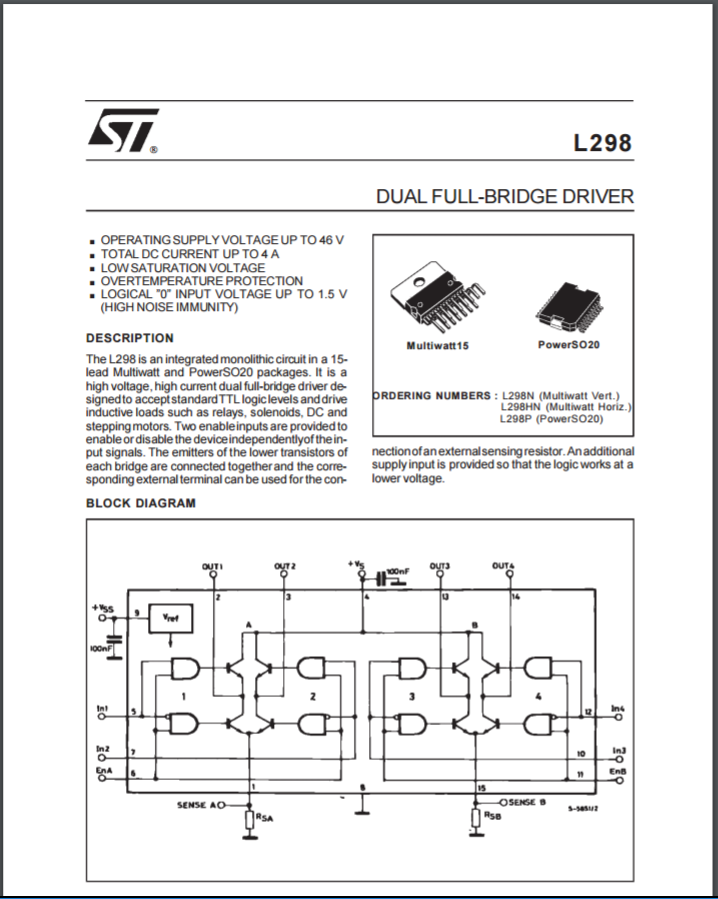 ST®
L298
DUAL FULL-BRIDGE DRIVER
■ OPERATING SUPPLY VOLTAGE UP TO 46 V
■ TOTAL DC CURRENT UP TO 4 A
■ LOW SATURATION VOLTAGE
■ OVERTEMPERATURE PROTECTION
■ LOGICAL "0" INPUT VOLTAGE UP TO 1.5 V
(HIGH NOISE IMMUNITY)
DESCRIPTION
The L298 is an integrated monolithic circuit in a 15-
lead Multiwatt and PowerSO20 packages. It is a
high voltage, high current dual full-bridge driver de-
signed to accept standard TTL logic levels and drive
inductive loads such as relays, solenoids, DC and
stepping motors. Two enable inputs are provided to
enable or disable the device independently of the in-
put signals. The emitters of the lower transistors of
each bridge are connected together and the corre-
sponding external terminal can be used for the con-
Multiwatt15
PowerSO20
ORDERING NUMBERS : L298N (Multiwatt Vert.)
L298HN (Multiwatt Horiz.)
L298P (PowerSO20)
nection of an external sensing resistor. An additional
supply input is provided so that the logic works at a
lower voltage.
BLOCK DIAGRAM
OUT1 OUT2 +VS 100nF OUT3 OUT4
2 3 4 13 14
+VSS 9 Vref
A B
100nF
1 2 3 4
In1 5 12 In4
In2 7 10 In3
EnA 6 11 EnB
1 8 15
SENSE A SENSE B S-5851/2
RSA RSB